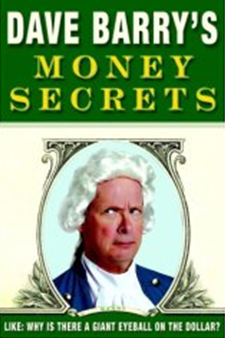 DAVE BARRY'S
MONEY
SECRETS
LIKE: WHY IS THERE A GIANT EYEBALL ON THE DOLLAR?